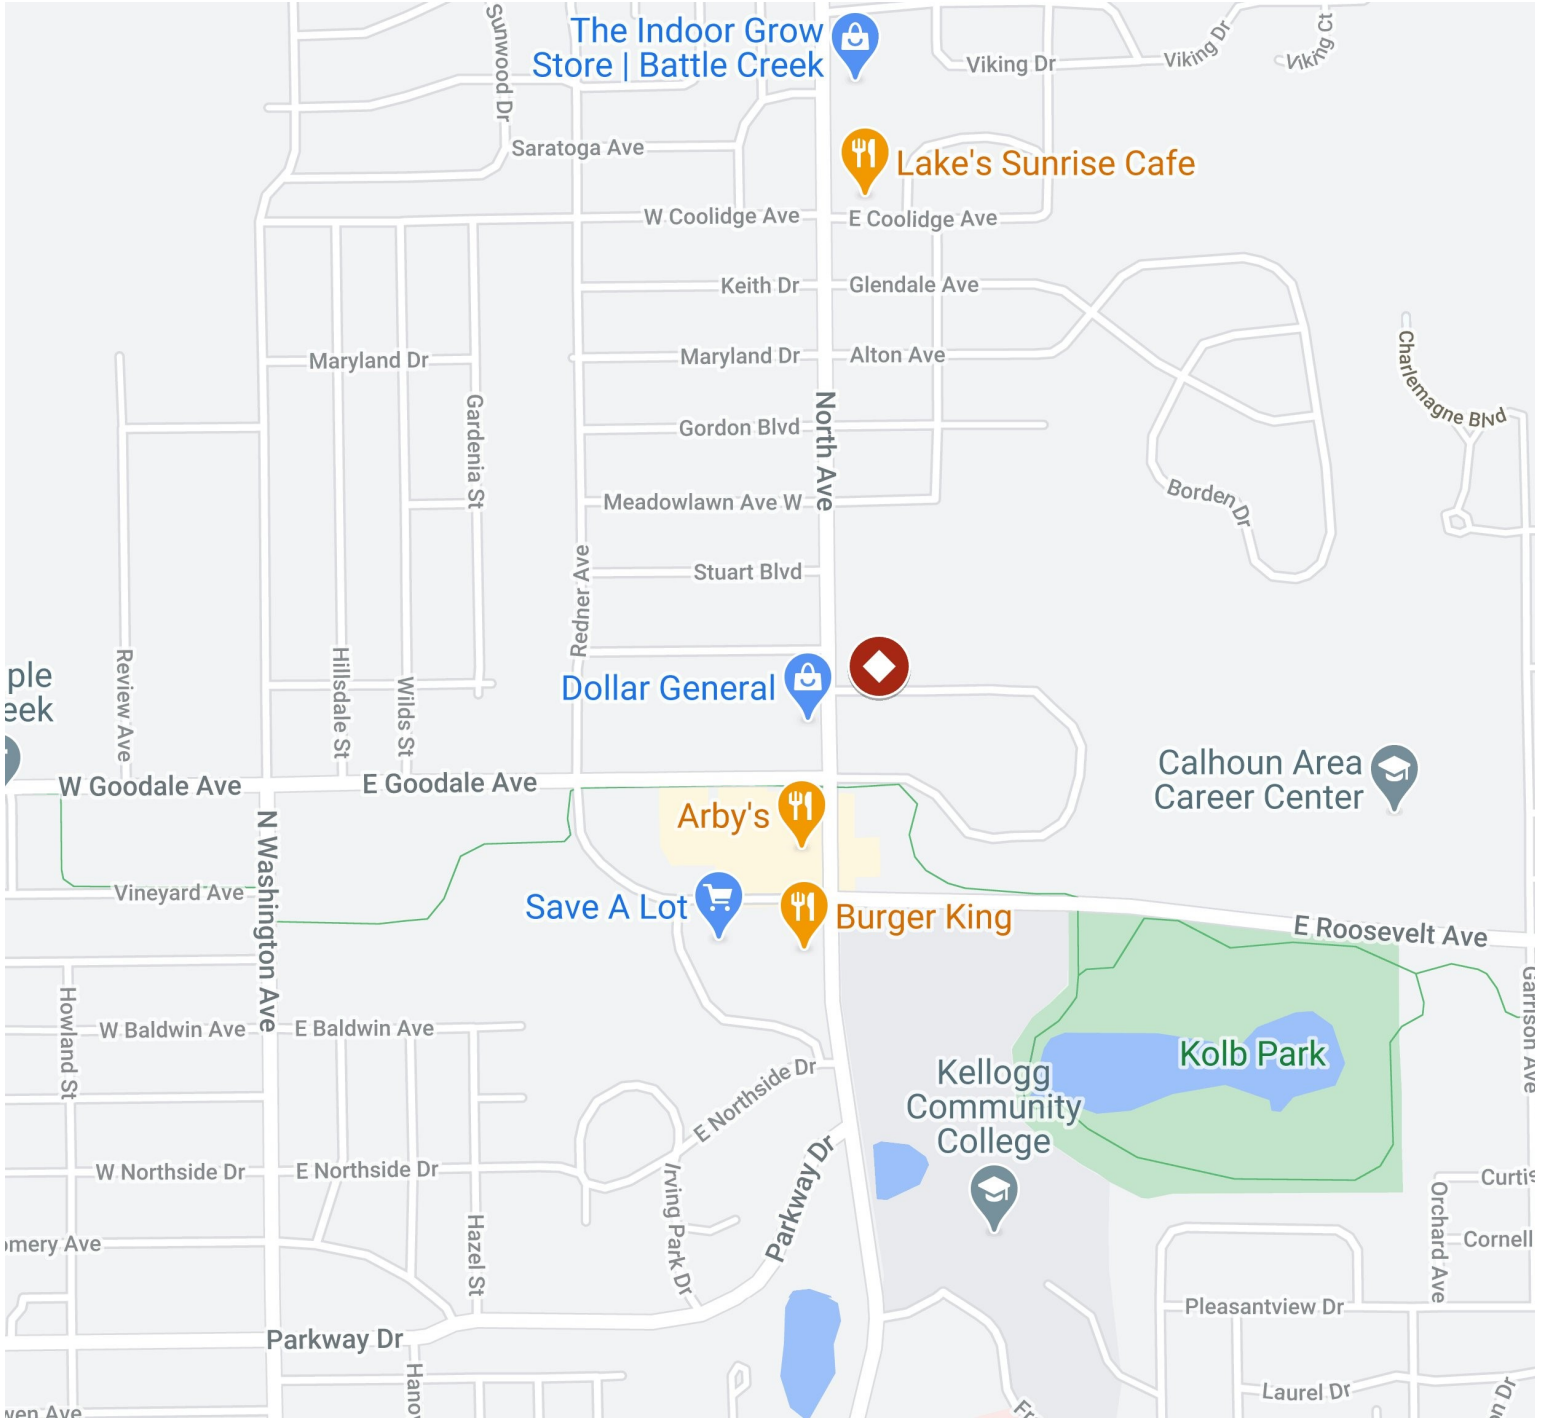 The Indoor Grow
Store | Battle Creek
Sunwood Dr
Viking Dr
Viking Dr
Viking Ct
Saratoga Ave
Lake's Sunrise Cafe
W Coolidge Ave
E Coolidge Ave
Keith Dr
Glendale Ave
Maryland Dr
Maryland Dr
Alton Ave
Charlemagne Blvd
Gardenia St
North Ave
Gordon Blvd
Meadowlawn Ave W
Borden Dr
Stuart Blvd
Redner Ave
ple
eek
Review Ave
Hillsdale St
Wilds St
Dollar General
W Goodale Ave
E Goodale Ave
Calhoun Area
Career Center
Arby's
N Washington Ave
Vineyard Ave
Save A Lot
Burger King
E Roosevelt Ave
Howland St
W Baldwin Ave
E Baldwin Ave
Garrison Ave
Kolb Park
Kellogg
Community
College
E Northside Dr
W Northside Dr
E Northside Dr
Irving Park Dr
Parkway Dr
Hazel St
Curtis
Orchard Ave
omery Ave
Cornell
Pleasantview Dr
Parkway Dr
Hano
Laurel Dr
wen Ave
Fr
on Dr